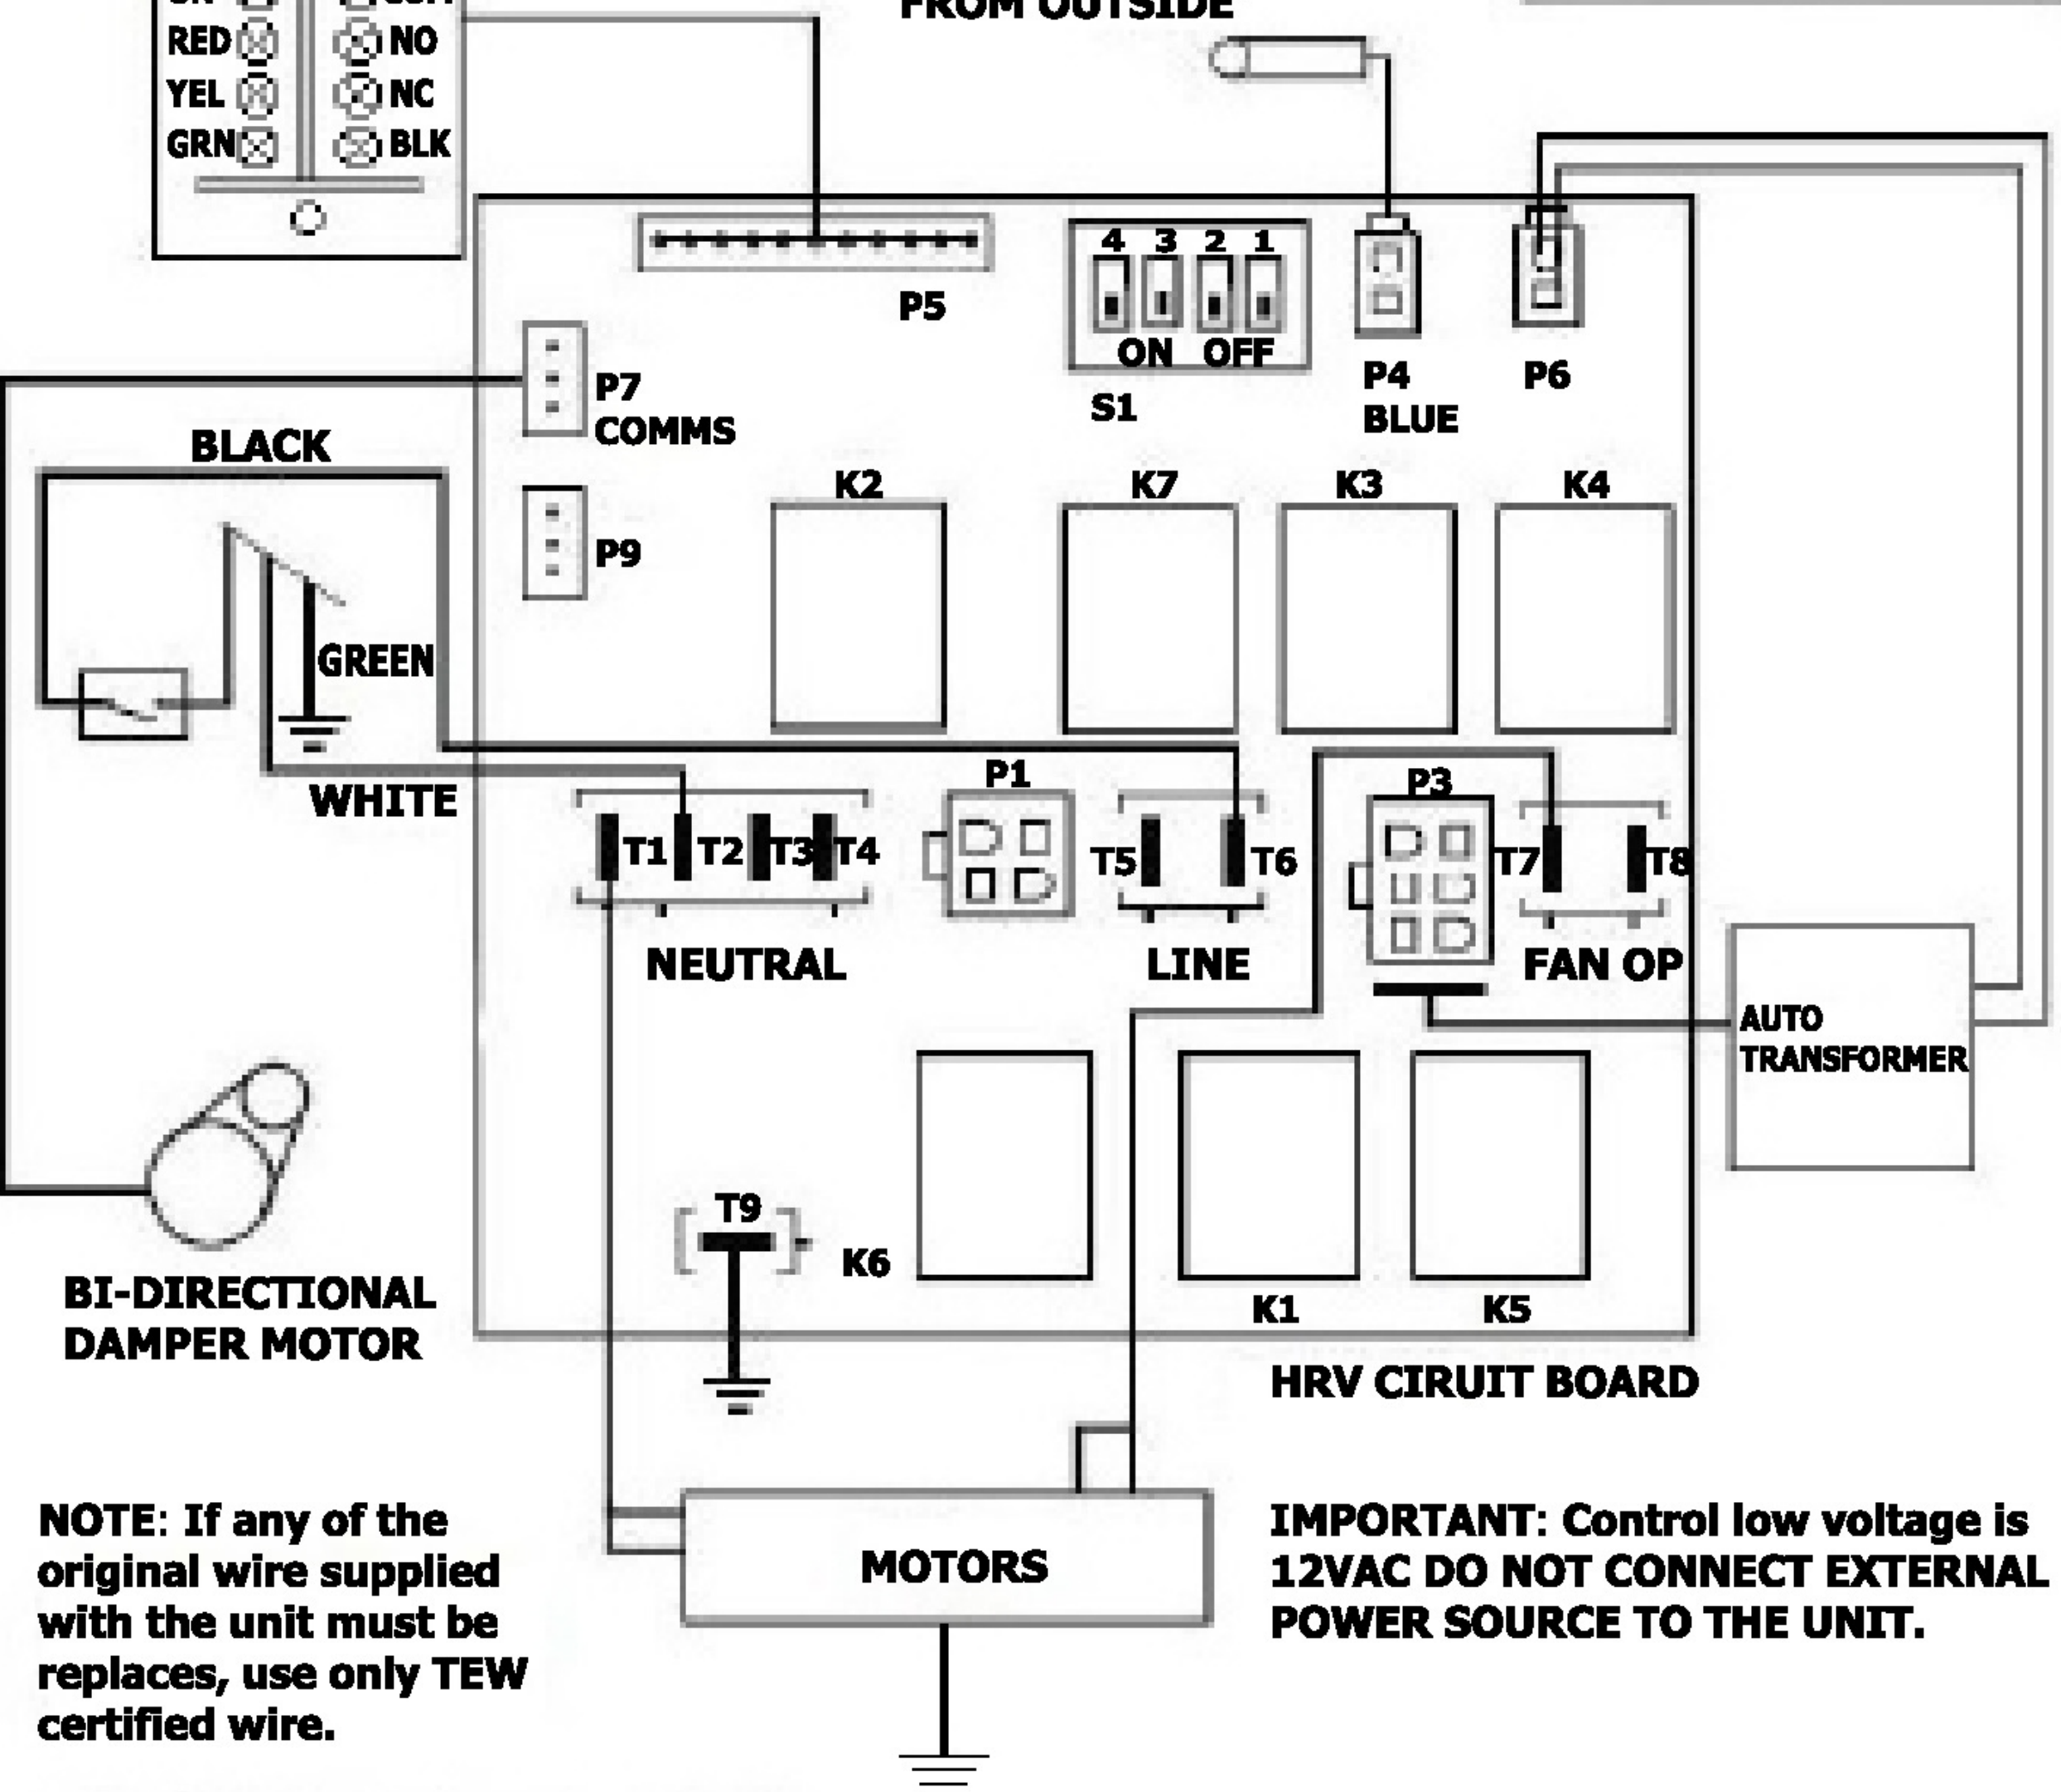 FROM OUTSIDE
RED NO
YEL NC
GRN BLK
4 3 2 1
ON OFF
P5
S1
P4
BLUE
P6
P7
COMMS
BLACK
P9
K2 K7 K3 K4
GREEN
WHITE
P1
P3
T1 T2 T3 T4
T5 T6
T7 T8
NEUTRAL
LINE
FAN OP
AUTO
TRANSFORMER
T9
K6
K1
K5
BI-DIRECTIONAL
DAMPER MOTOR
HRV CIRUIT BOARD
NOTE: If any of the
original wire supplied
with the unit must be
replaces, use only TEW
certified wire.
MOTORS
IMPORTANT: Control low voltage is
12VAC DO NOT CONNECT EXTERNAL
POWER SOURCE TO THE UNIT.